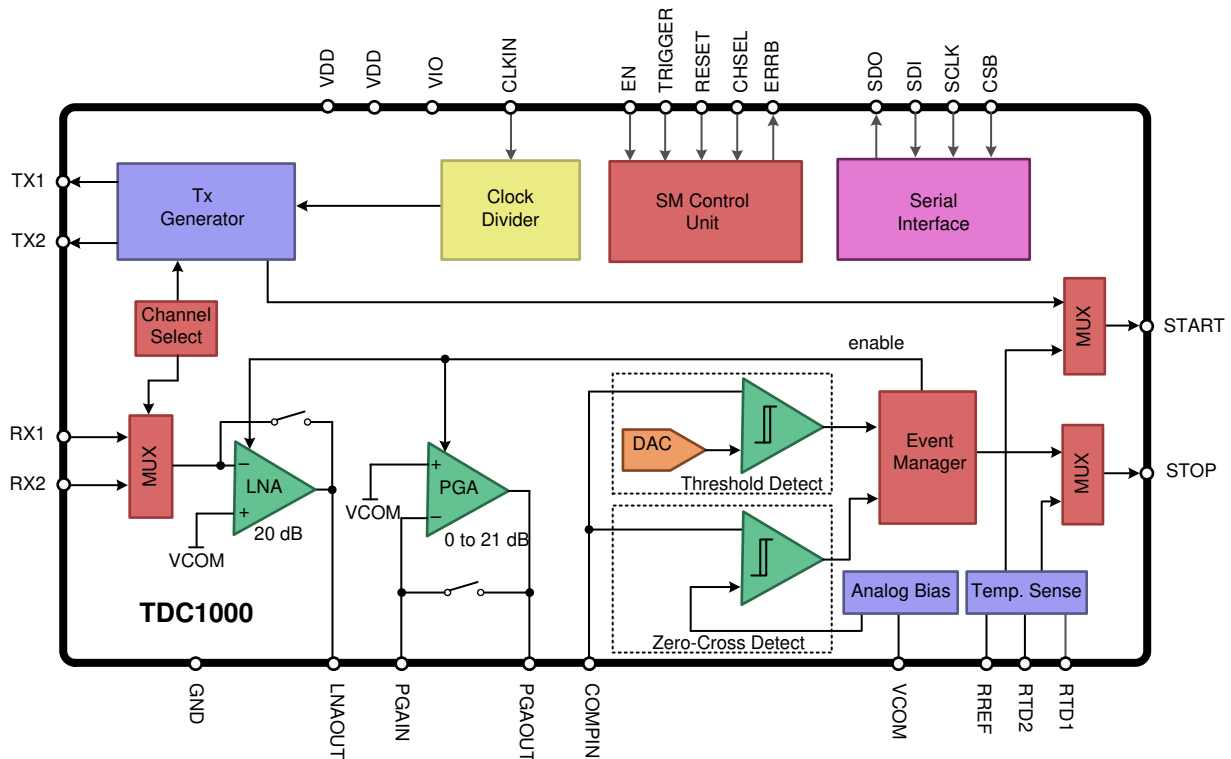 VDD
VDD
VIO
CLKIN
EN
TRIGGER
RESET
CHSEL
ERRB
SDO
SDI
SCLK
CSB
TX1
TX2
Tx
Generator
Clock
Divider
SM Control
Unit
Serial
Interface
Channel
Select
MUX
START
enable
RX1
RX2
MUX
−
LNA
+
20 dB
VCOM
+
PGA
−
VCOM
0 to 21 dB
DAC
Threshold Detect
Event
Manager
MUX
STOP
Zero-Cross Detect
Analog Bias
Temp. Sense
TDC1000
GND
LNAOUT
PGAIN
PGAOUT
COMPIN
VCOM
RREF
RTD2
RTD1